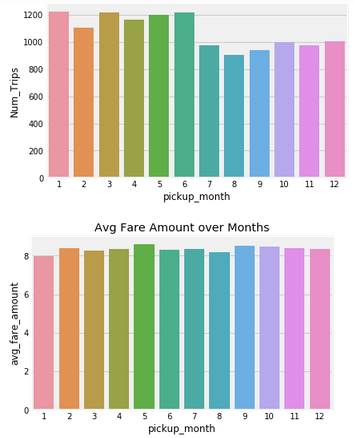 1200
1000
800
600
400
200
0
Num_Trips
1 2 3 4 5 6 7 8 9 10 11 12
pickup_month
Avg Fare Amount over Months
8
6
4
2
0
avg_fare_amount
1 2 3 4 5 6 7 8 9 10 11 12
pickup_month